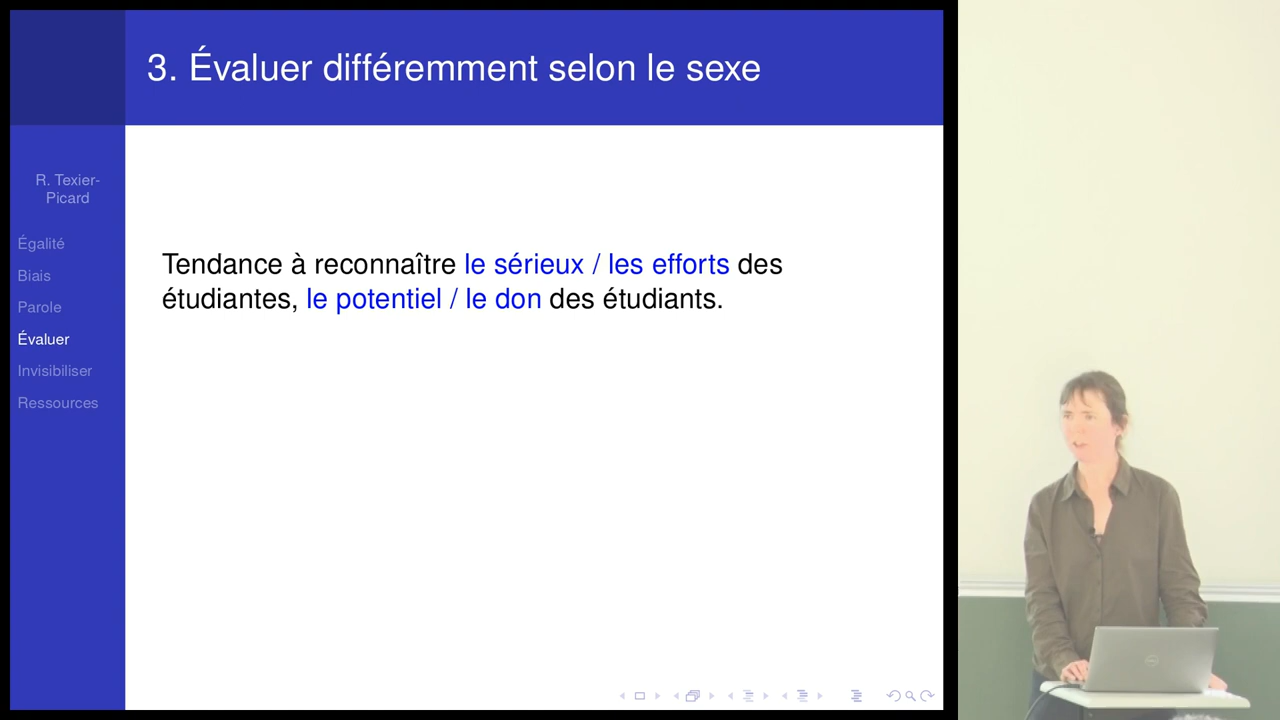 3. Évaluer différemment selon le sexe
R. Texier-
Picard
Égalité
Biais
Parole
Évaluer
Invisibiliser
Ressources
Tendance à reconnaître le sérieux / les efforts des
étudiantes, le potentiel / le don des étudiants.